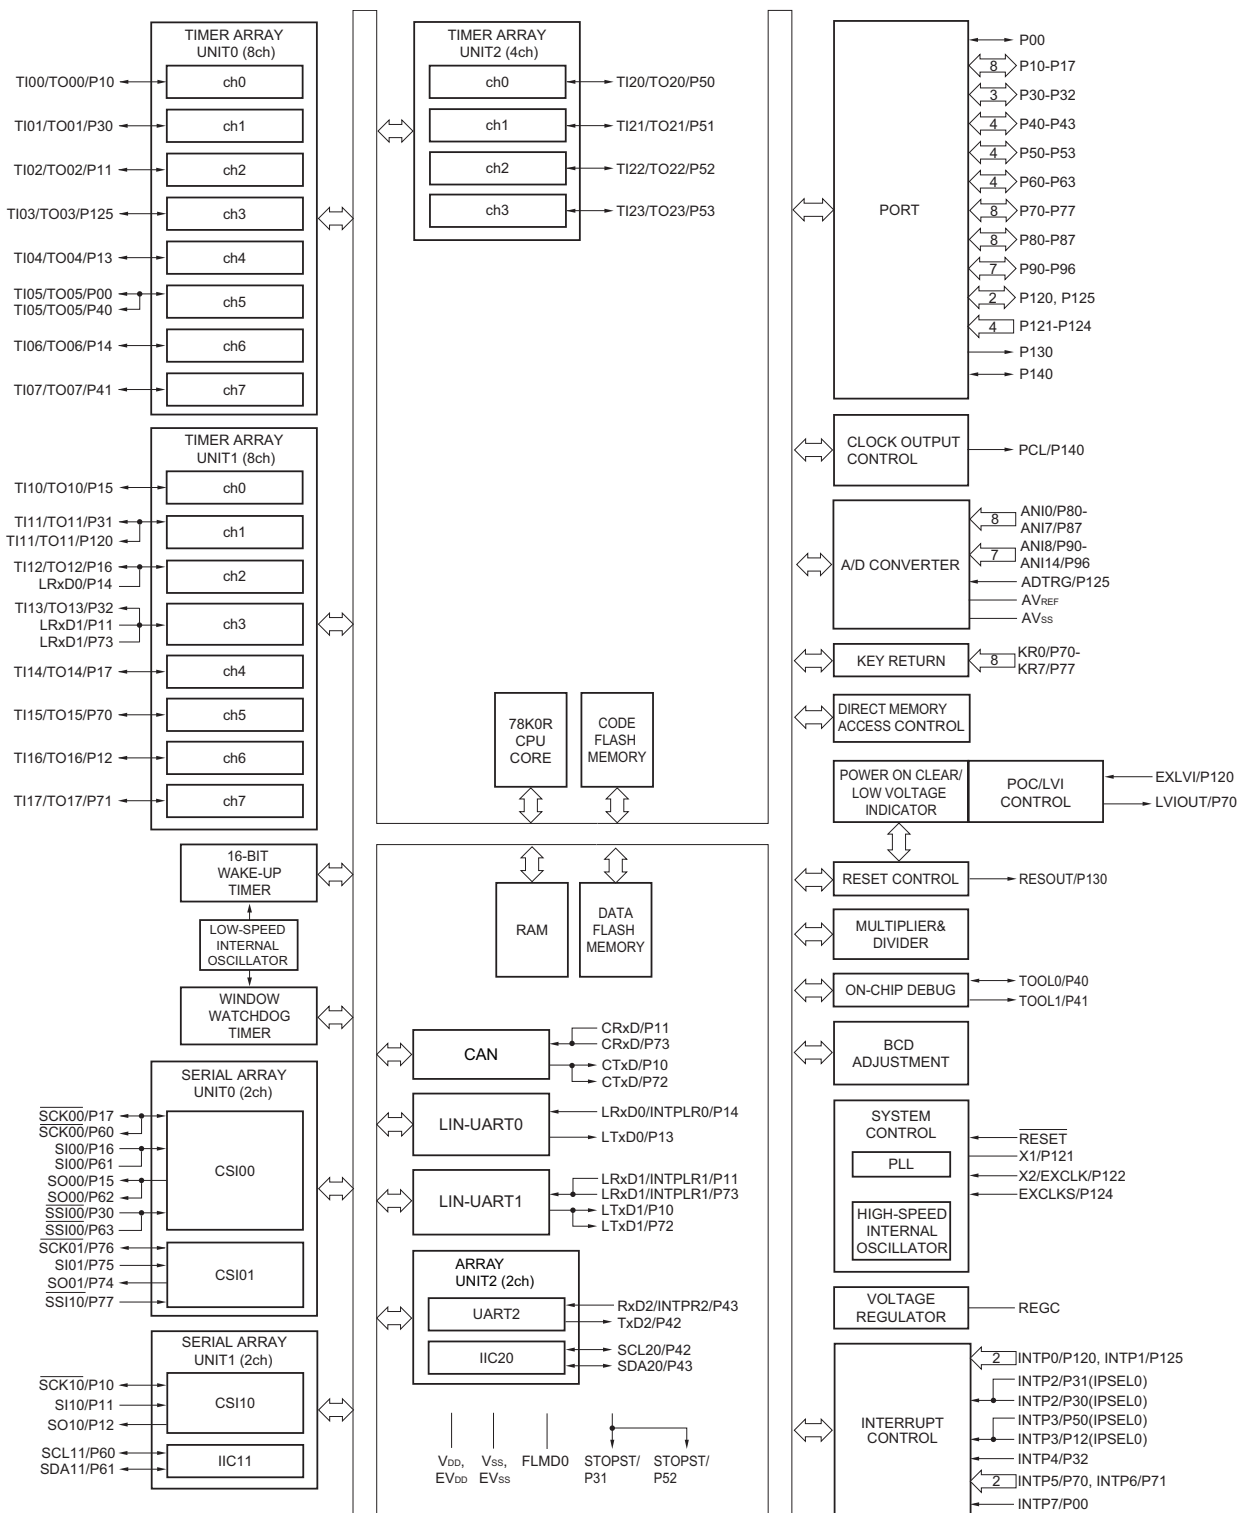 TIMER ARRAY
UNIT0 (8ch)
TI00/TO00/P10
ch0
TI01/TO01/P30
ch1
TI02/TO02/P11
ch2
TI03/TO03/P125
ch3
TI04/TO04/P13
ch4
TI05/TO05/P00
TI05/TO05/P40
ch5
TI06/TO06/P14
ch6
TI07/TO07/P41
ch7
TIMER ARRAY
UNIT1 (8ch)
TI10/TO10/P15
ch0
TI11/TO11/P31
TI11/TO11/P120
ch1
TI12/TO12/P16
LRxD0/P14
ch2
TI13/TO13/P32
LRxD1/P11
LRxD1/P73
ch3
TI14/TO14/P17
ch4
TI15/TO15/P70
ch5
TI16/TO16/P12
ch6
TI17/TO17/P71
ch7
16-BIT
WAKE-UP
TIMER
LOW-SPEED
INTERNAL
OSCILLATOR
WINDOW
WATCHDOG
TIMER
SERIAL ARRAY
UNIT0 (2ch)
SCK00/P17
SCK00/P60
SI00/P16
SI00/P61
SO00/P15
SO00/P62
SSI00/P30
SSI00/P63
CSI00
SCK01/P76
SI01/P75
SO01/P74
SSI10/P77
CSI01
SERIAL ARRAY
UNIT1 (2ch)
SCK10/P10
SI10/P11
SO10/P12
CSI10
SCL11/P60
SDA11/P61
IIC11
TIMER ARRAY
UNIT2 (4ch)
ch0
TI20/TO20/P50
ch1
TI21/TO21/P51
ch2
TI22/TO22/P52
ch3
TI23/TO23/P53
78K0R
CPU
CORE
CODE
FLASH
MEMORY
RAM
DATA
FLASH
MEMORY
CAN
CRxD/P11
CRxD/P73
CTxD/P10
CTxD/P72
LIN-UART0
LRxD0/INTPLR0/P14
LTxD0/P13
LIN-UART1
LRxD1/INTPLR1/P11
LRxD1/INTPLR1/P73
LTxD1/P10
LTxD1/P72
ARRAY
UNIT2 (2ch)
UART2
RxD2/INTPR2/P43
TxD2/P42
IIC20
SCL20/P42
SDA20/P43
VDD,
EVDD
VSS,
EVSS
FLMD0
STOPST/
P31
STOPST/
P52
PORT
P00
8 P10-P17
3 P30-P32
4 P40-P43
4 P50-P53
4 P60-P63
8 P70-P77
8 P80-P87
7 P90-P96
2 P120, P125
4 P121-P124
P130
P140
CLOCK OUTPUT
CONTROL
PCL/P140
A/D CONVERTER
8 ANI0/P80-
ANI7/P87
7 ANI8/P90-
ANI14/P96
ADTRG/P125
AVREF
AVSS
KEY RETURN
8 KR0/P70-
KR7/P77
DIRECT MEMORY
ACCESS CONTROL
POWER ON CLEAR/
LOW VOLTAGE
INDICATOR
POC/LVI
CONTROL
EXLVI/P120
LVIOUT/P70
RESET CONTROL
RESOUT/P130
MULTIPLIER&
DIVIDER
ON-CHIP DEBUG
TOOL0/P40
TOOL1/P41
BCD
ADJUSTMENT
SYSTEM
CONTROL
PLL
HIGH-SPEED
INTERNAL
OSCILLATOR
RESET
X1/P121
X2/EXCLK/P122
EXCLKS/P124
VOLTAGE
REGULATOR
REGC
INTERRUPT
CONTROL
2 INTP0/P120, INTP1/P125
INTP2/P31(IPSEL0)
INTP2/P30(IPSEL0)
INTP3/P50(IPSEL0)
INTP3/P12(IPSEL0)
INTP4/P32
2 INTP5/P70, INTP6/P71
INTP7/P00